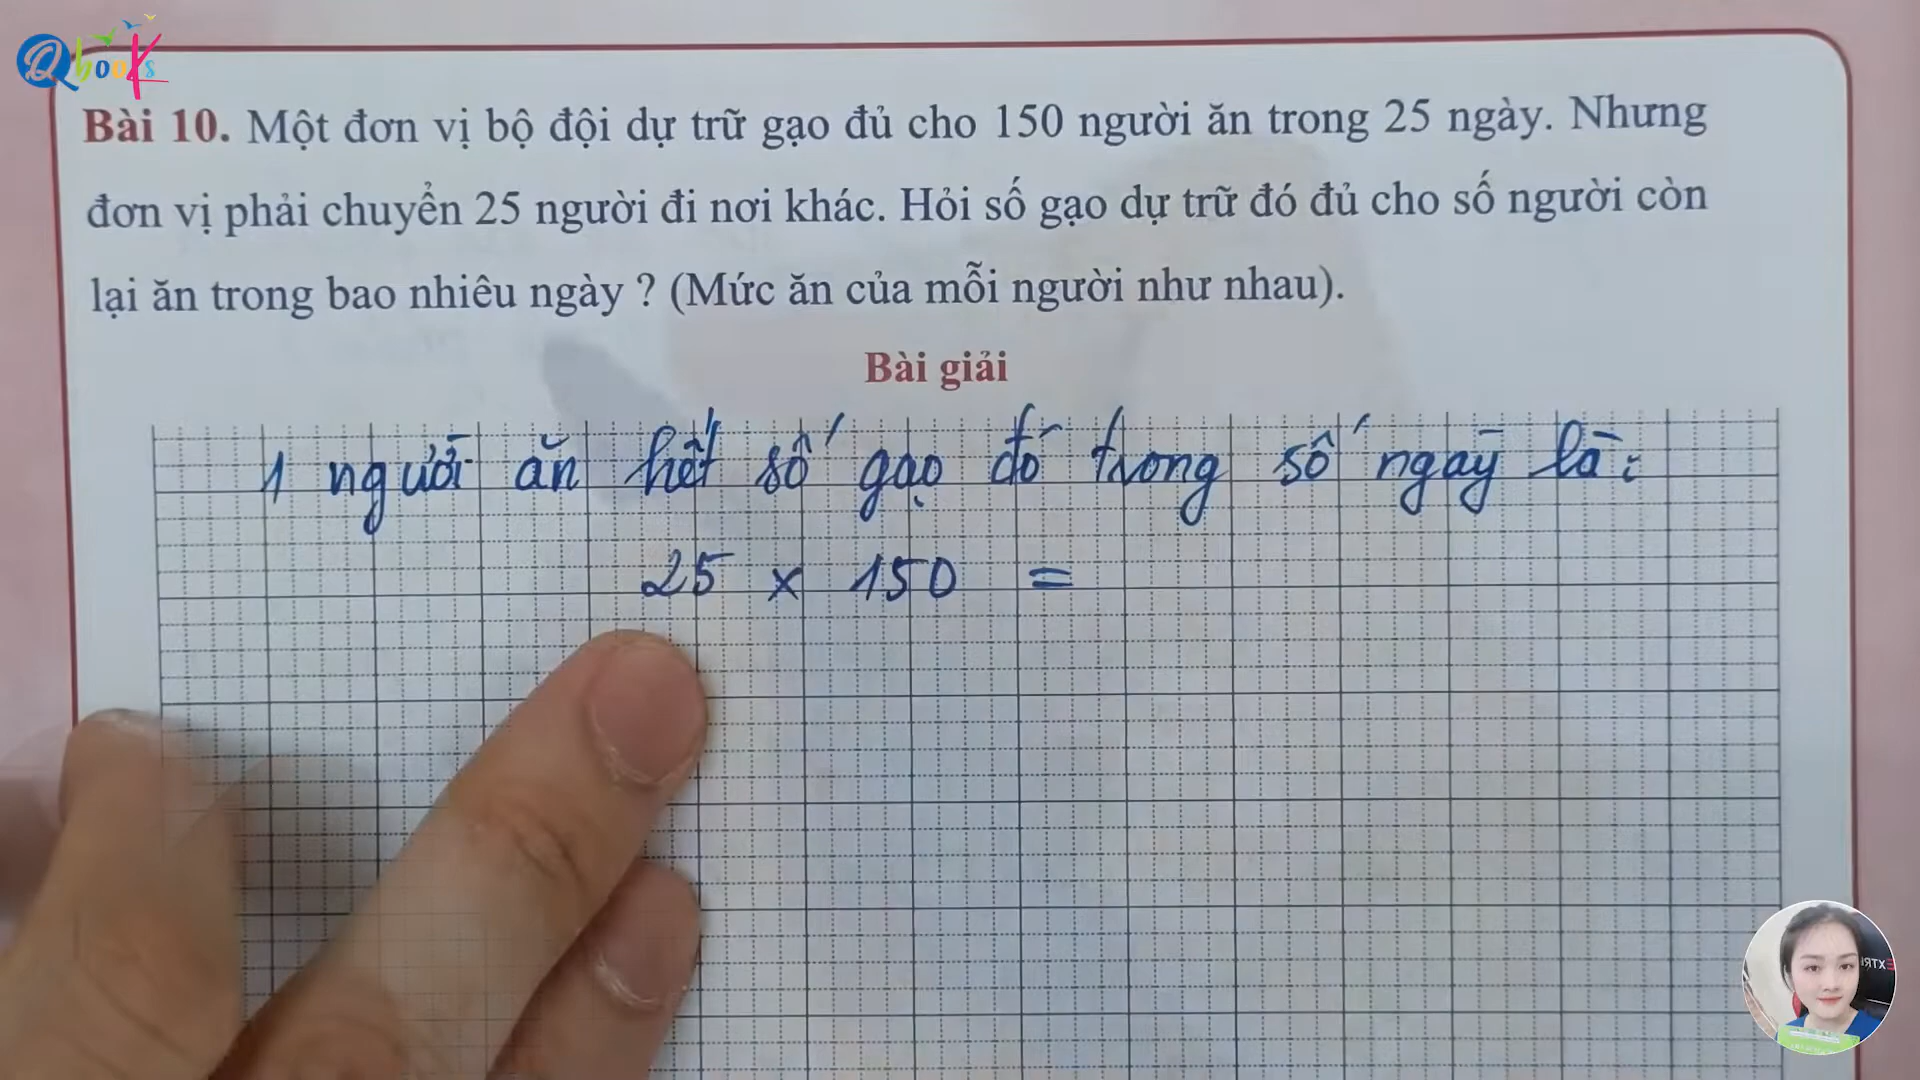 Qbooks
Bài 10. Một đơn vị bộ đội dự trữ gạo đủ cho 150 người ăn trong 25 ngày. Nhưng
đơn vị phải chuyển 25 người đi nơi khác. Hỏi số gạo dự trữ đó đủ cho số người còn
lại ăn trong bao nhiêu ngày ? (Mức ăn của mỗi người như nhau).
Bài giải
1 người ăn hết số gạo đó trong số ngày là:
25 x 150 =